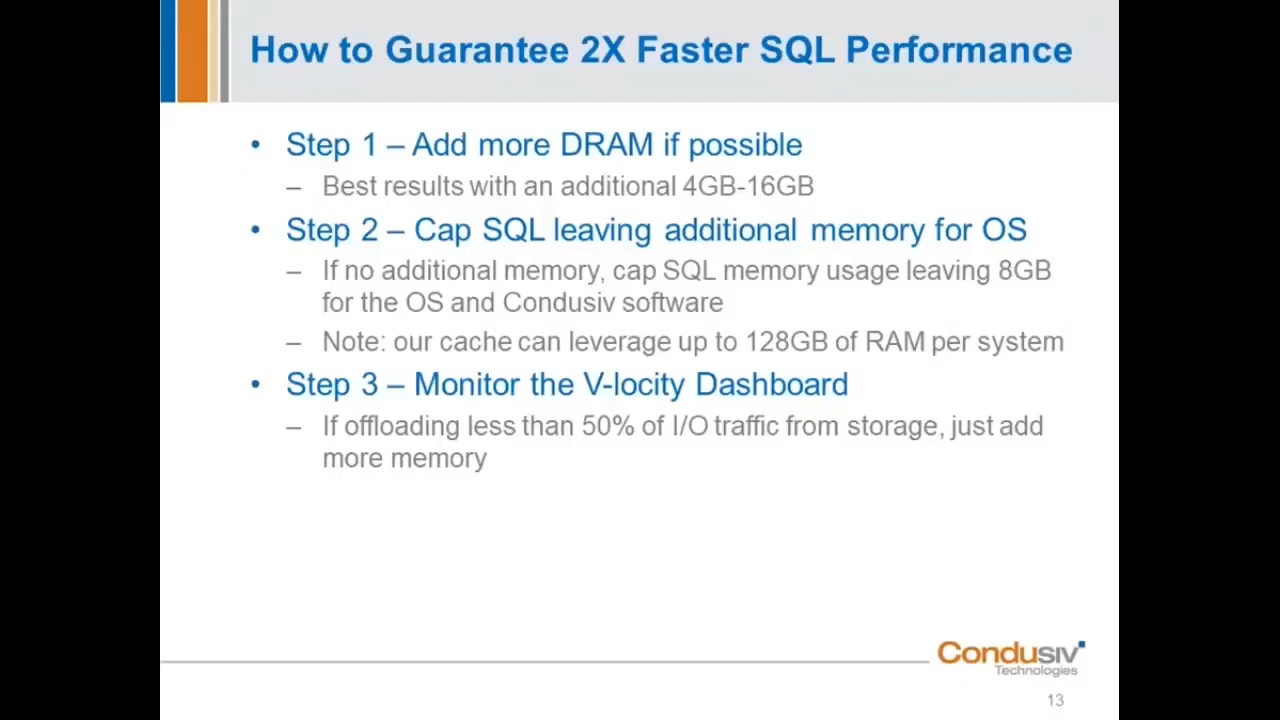 How to Guarantee 2X Faster SQL Performance
• Step 1 – Add more DRAM if possible
– Best results with an additional 4GB-16GB
• Step 2 – Cap SQL leaving additional memory for OS
– If no additional memory, cap SQL memory usage leaving 8GB
for the OS and Condusiv software
– Note: our cache can leverage up to 128GB of RAM per system
• Step 3 – Monitor the V-locity Dashboard
– If offloading less than 50% of I/O traffic from storage, just add
more memory
Condusiv
Technologies
13